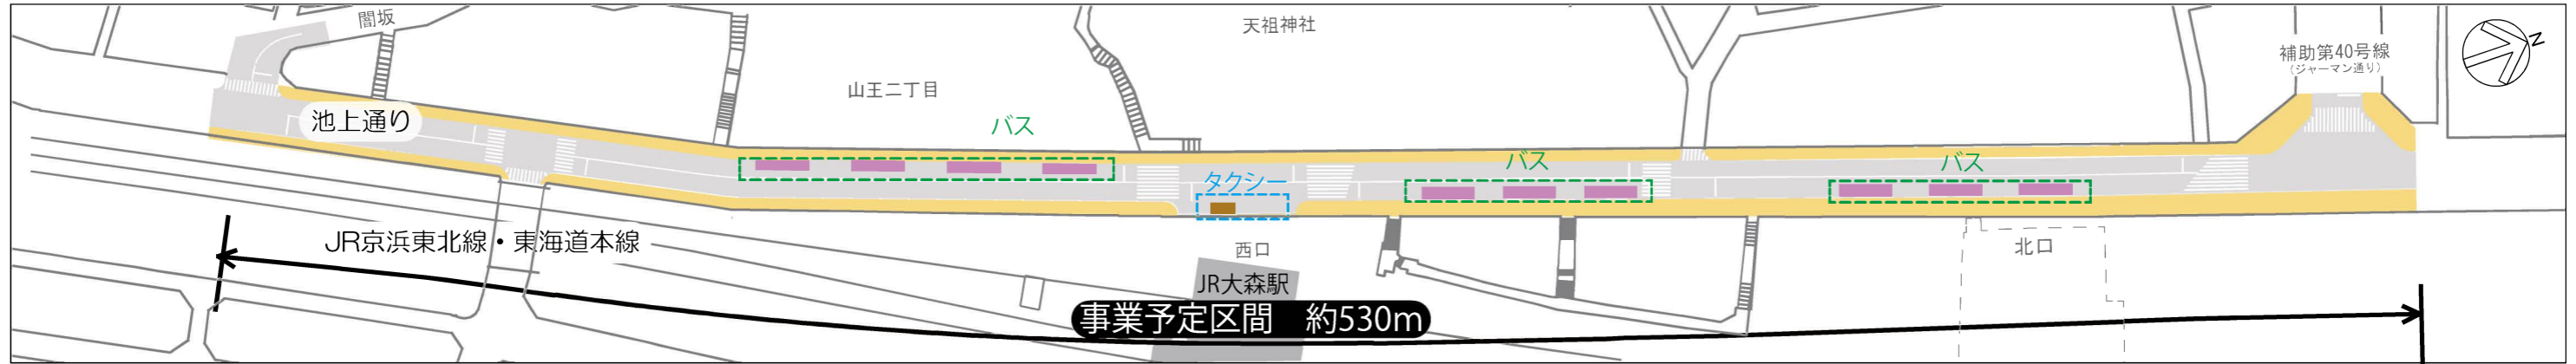 闇坂
天祖神社
補助第40号線
(ジャーマン通り)
N
山王二丁目
池上通り
バス
タクシー
バス
バス
JR京浜東北線・東海道本線
西口
北口
JR大森駅
事業予定区間 約530m